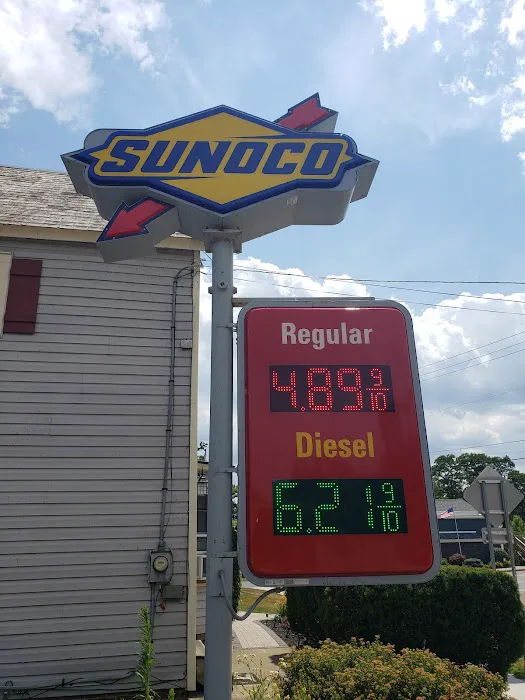 SUNOCO
Regular
4.89 9/10
Diesel
6.21 9/10